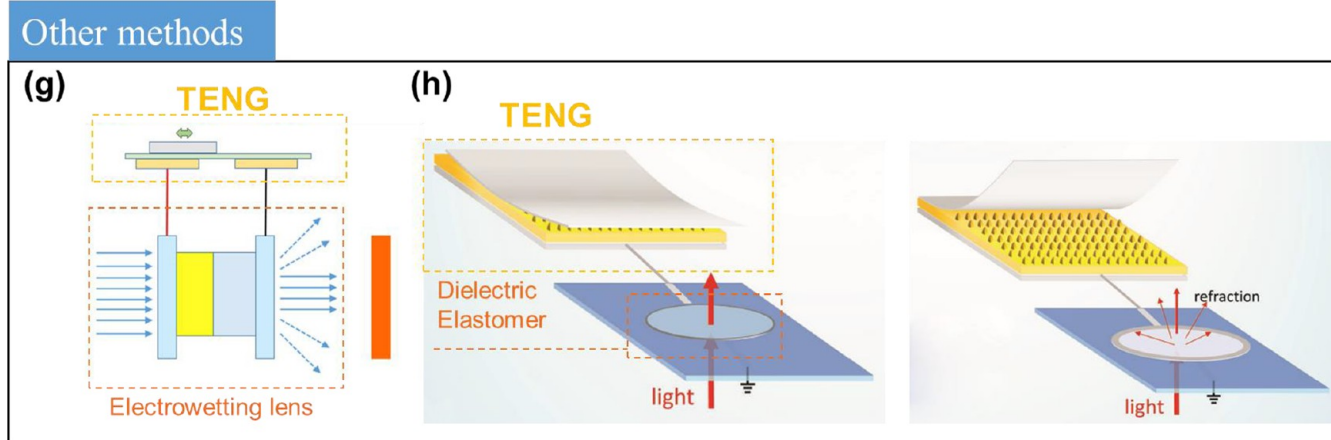 Other methods
(g)
TENG
Electrowetting lens
(h)
TENG
Dielectric
Elastomer
light
refraction
light